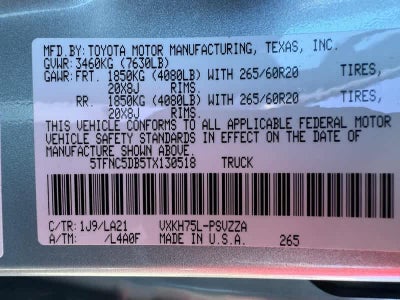 MFD.BY: TOYOTA MOTOR MANUFACTURING, TEXAS, INC.
GVWR: 3460KG (7630LB)
GAWR: FRT. 1850KG (4080LB) WITH 265/60R20 TIRES,
20X8J RIMS.
RR. 1850KG (4080LB) WITH 265/60R20 TIRES,
20X8J RIMS.
THIS VEHICLE CONFORMS TO ALL APPLICABLE FEDERAL MOTOR
VEHICLE SAFETY STANDARDS IN EFFECT ON THE DATE OF
MANUFACTURE SHOWN ABOVE.
5TFNC5DB5TX130518 TRUCK
C/TR: 1J9/LA21 VXKH75L-PSVZZA
A/TM: /L4A0F MADE IN U.S.A. 265